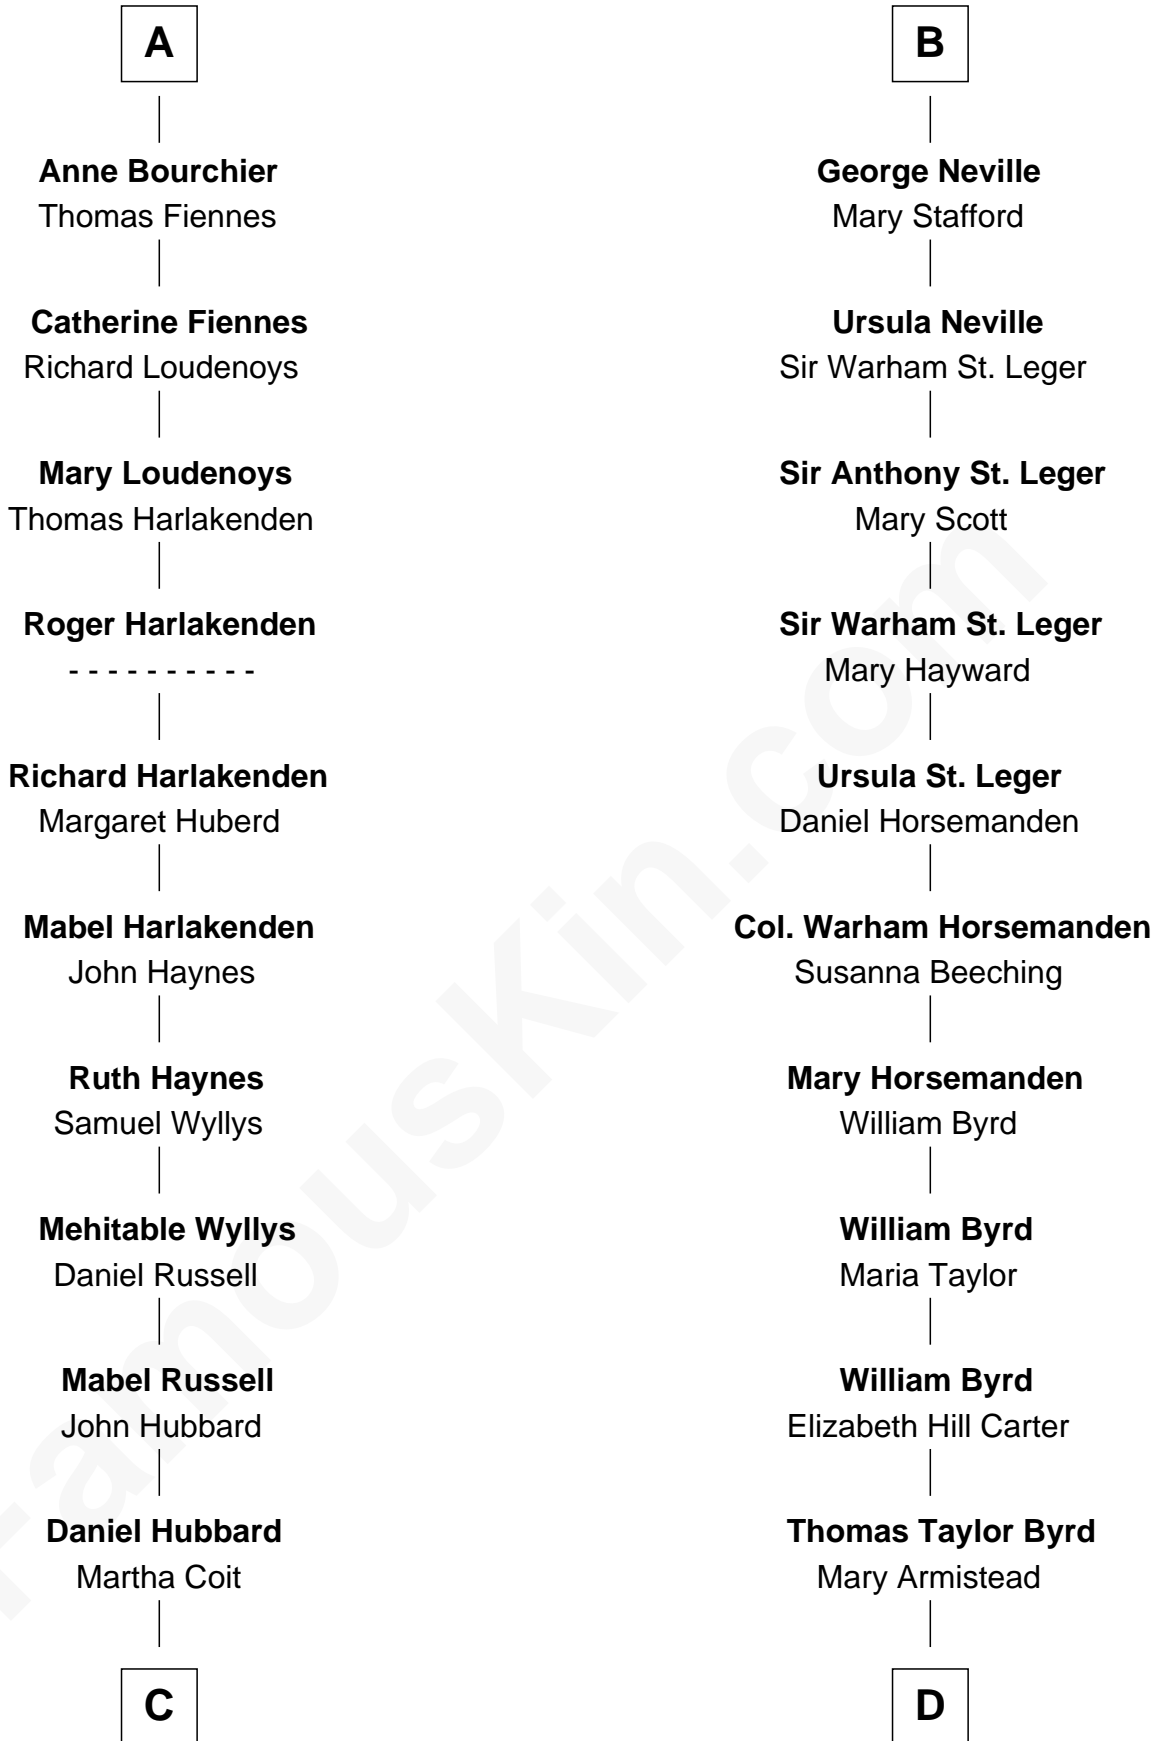 A
Anne Bourchier
Thomas Fiennes
Catherine Fiennes
Richard Loudenoys
Mary Loudenoys
Thomas Harlakenden
Roger Harlakenden
- - - - - - - - - -
Richard Harlakenden
Margaret Huberd
Mabel Harlakenden
John Haynes
Ruth Haynes
Samuel Wyllys
Mehitable Wyllys
Daniel Russell
Mabel Russell
John Hubbard
Daniel Hubbard
Martha Coit
C
B
George Neville
Mary Stafford
Ursula Neville
Sir Warham St. Leger
Sir Anthony St. Leger
Mary Scott
Sir Warham St. Leger
Mary Hayward
Ursula St. Leger
Daniel Horsemanden
Col. Warham Horsemanden
Susanna Beeching
Mary Horsemanden
William Byrd
William Byrd
Maria Taylor
William Byrd
Elizabeth Hill Carter
Thomas Taylor Byrd
Mary Armistead
D
FamousKin.com